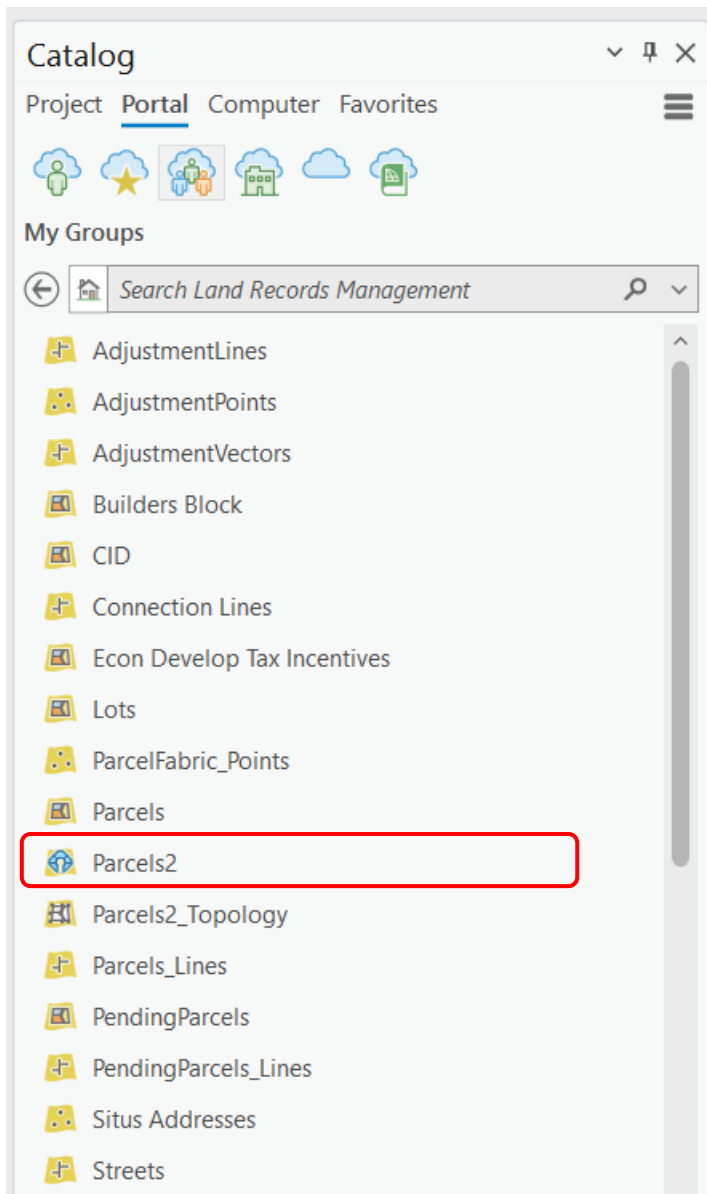 Catalog
Project Portal Computer Favorites
My Groups
Search Land Records Management
AdjustmentLines
AdjustmentPoints
AdjustmentVectors
Builders Block
CID
Connection Lines
Econ Develop Tax Incentives
Lots
ParcelFabric_Points
Parcels
Parcels2
Parcels2_Topology
Parcels_Lines
PendingParcels
PendingParcels_Lines
Situs Addresses
Streets